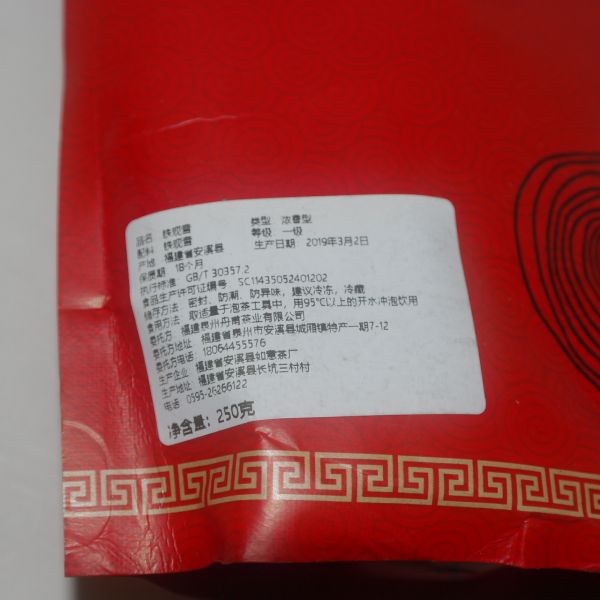 品名 铁观音 类型 浓香型
配料 铁观音 等级 一级
产地 福建省安溪县 生产日期 2019年3月2日
保质期 18个月
执行标准 GB/T 30357.2
食品生产许可证编号 SC11435052401202
储存方法 密封、防潮、防异味，建议冷冻，冷藏
食用方法 取适量于泡茶工具中，用95°C以上的开水冲泡饮用
委托方 福建泉州丹甫茶业有限公司
委托方地址 福建省泉州市安溪县城厢镇特产一期7-12
委托方电话 18064455576
生产企业 福建省安溪县如意茶厂
生产地址 福建省安溪县长坑三村村
电话 0595-26266122
净含量：250克